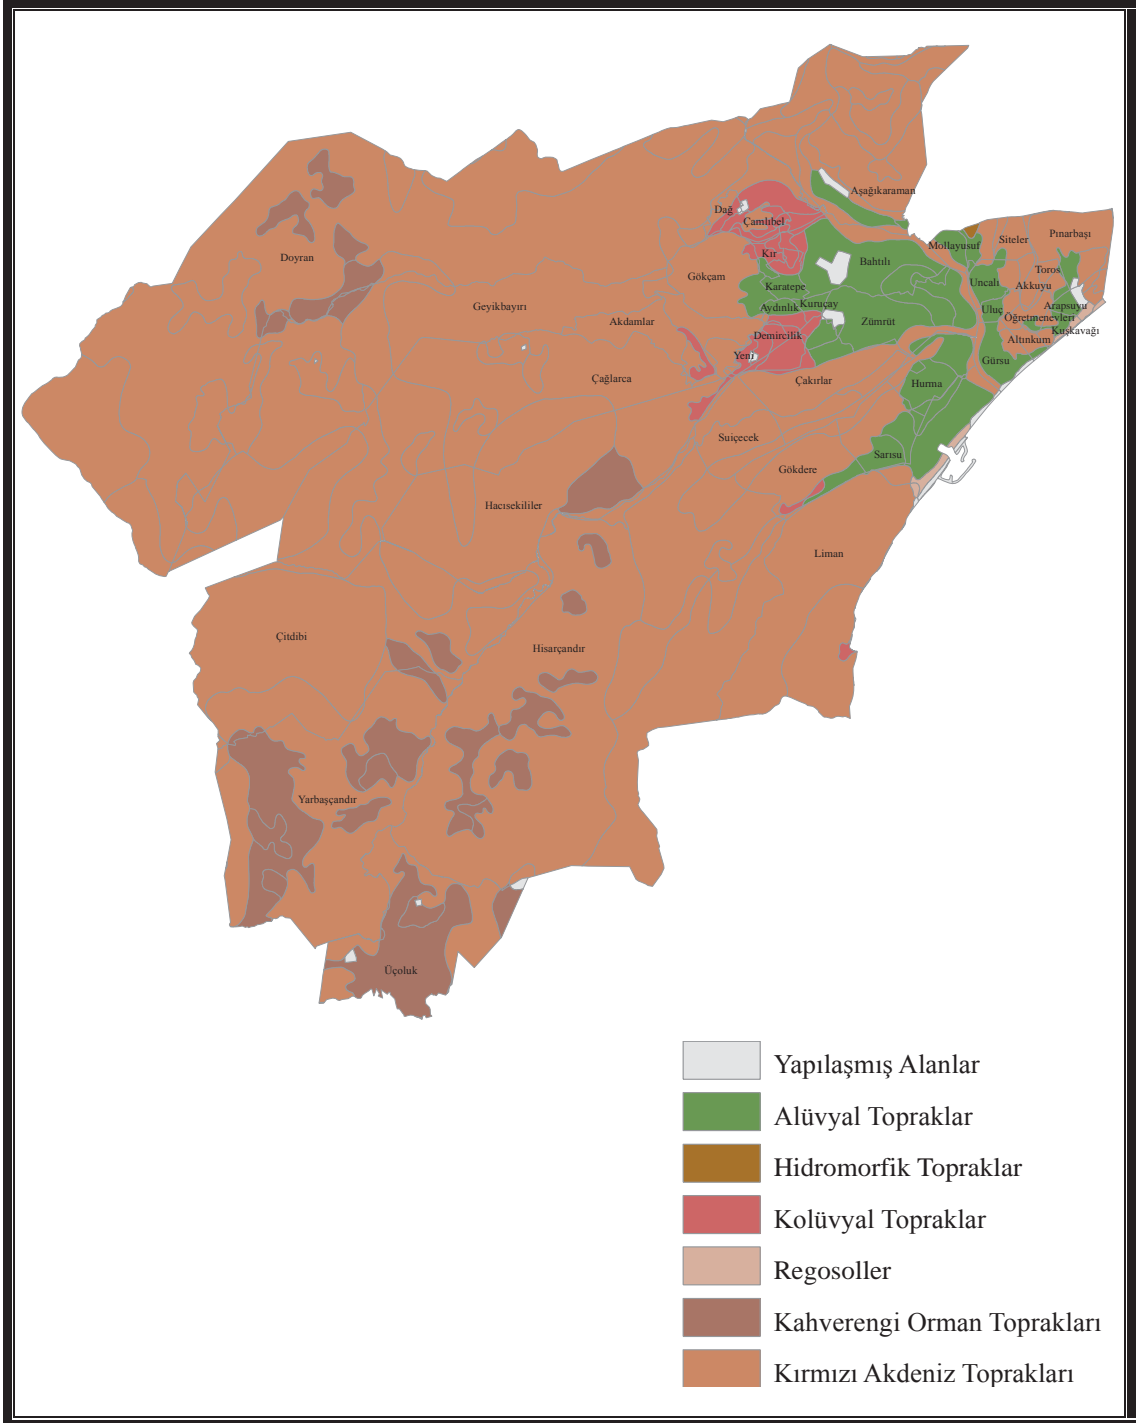 Aşağıkaraman
Dağ
Çamlıbel
Pınarbaşı
Siteler
Mollayusuf
Kır
Doyran
Bahtılı
Toros
Gökçam
Uncalı
Akkuyu
Karatepe
Geyikbayırı
Aydınlık
Kuruçay
Arapsuyu
Uluç
Öğretmenevleri
Akdamlar
Zümrüt
Kuşkavağı
Demircilik
Altınkum
Yeni
Gürsu
Çağlarca
Çakırlar
Hurma
Suiçecek
Sarısu
Gökdere
Hacısekililer
Liman
Çitdibi
Hisarçandır
Yarbaşçandır
Üçoluk
Yapılaşmış Alanlar
Alüvyal Topraklar
Hidromorfik Topraklar
Kolüvyal Topraklar
Regosoller
Kahverengi Orman Toprakları
Kırmızı Akdeniz Toprakları